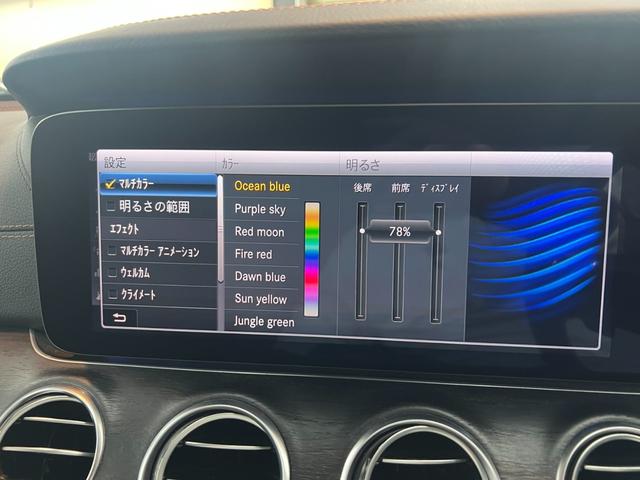 設定
カラー
明るさ
マルチカラー
明るさの範囲
エフェクト
マルチカラー アニメーション
ウェルカム
クライメート
Ocean blue
Purple sky
Red moon
Fire red
Dawn blue
Sun yellow
Jungle green
後席 前席 ディスプレイ
78%